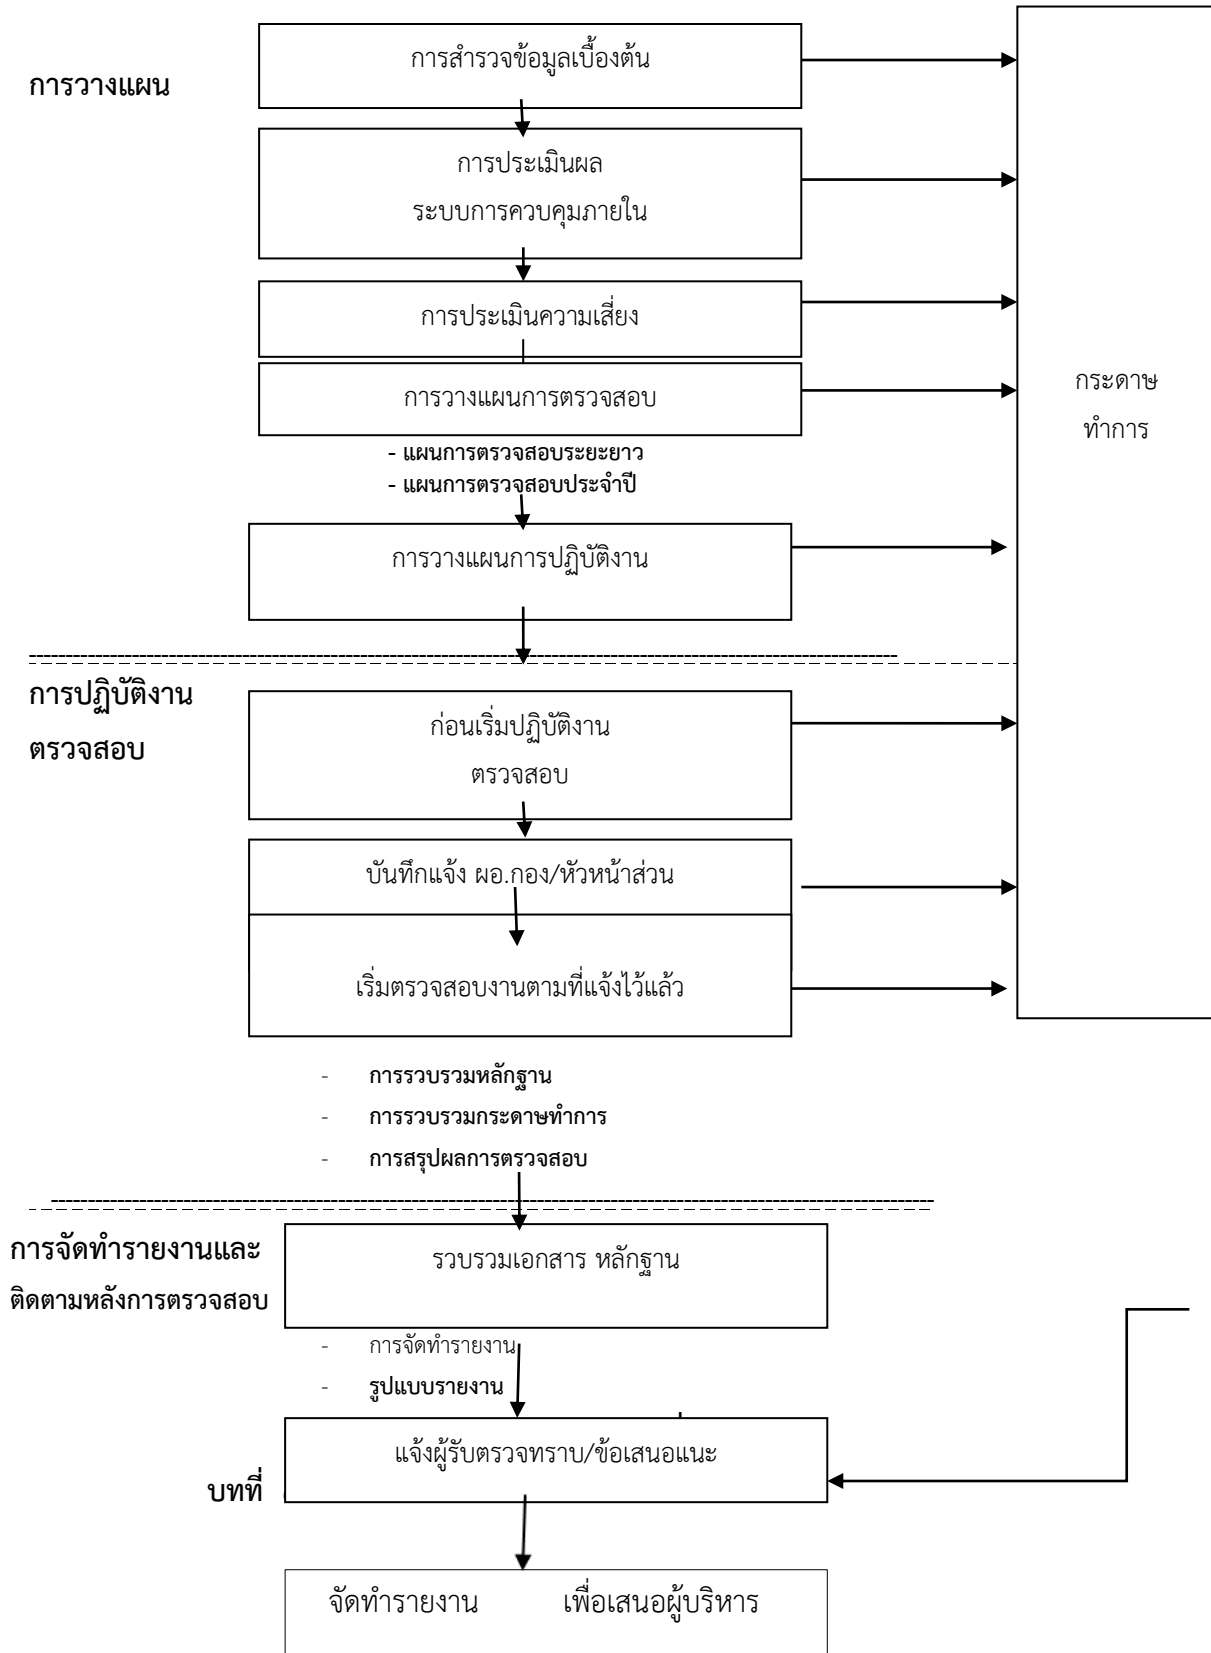 การวางแผน
การสำรวจข้อมูลเบื้องต้น
การประเมินผล
ระบบการควบคุมภายใน
การประเมินความเสี่ยง
การวางแผนการตรวจสอบ
- แผนการตรวจสอบระยะยาว
- แผนการตรวจสอบประจำปี
การวางแผนการปฏิบัติงาน
กระดาษ
ทำการ
การปฏิบัติงาน
ตรวจสอบ
ก่อนเริ่มปฏิบัติงาน
ตรวจสอบ
บันทึกแจ้ง ผอ.กอง/หัวหน้าส่วน
เริ่มตรวจสอบงานตามที่แจ้งไว้แล้ว
- การรวบรวมหลักฐาน
- การรวบรวมกระดาษทำการ
- การสรุปผลการตรวจสอบ
การจัดทำรายงานและ
ติดตามหลังการตรวจสอบ
รวบรวมเอกสาร หลักฐาน
- การจัดทำรายงาน
- รูปแบบรายงาน
แจ้งผู้รับตรวจทราบ/ข้อเสนอแนะ
บทที่
จัดทำรายงาน เพื่อเสนอผู้บริหาร